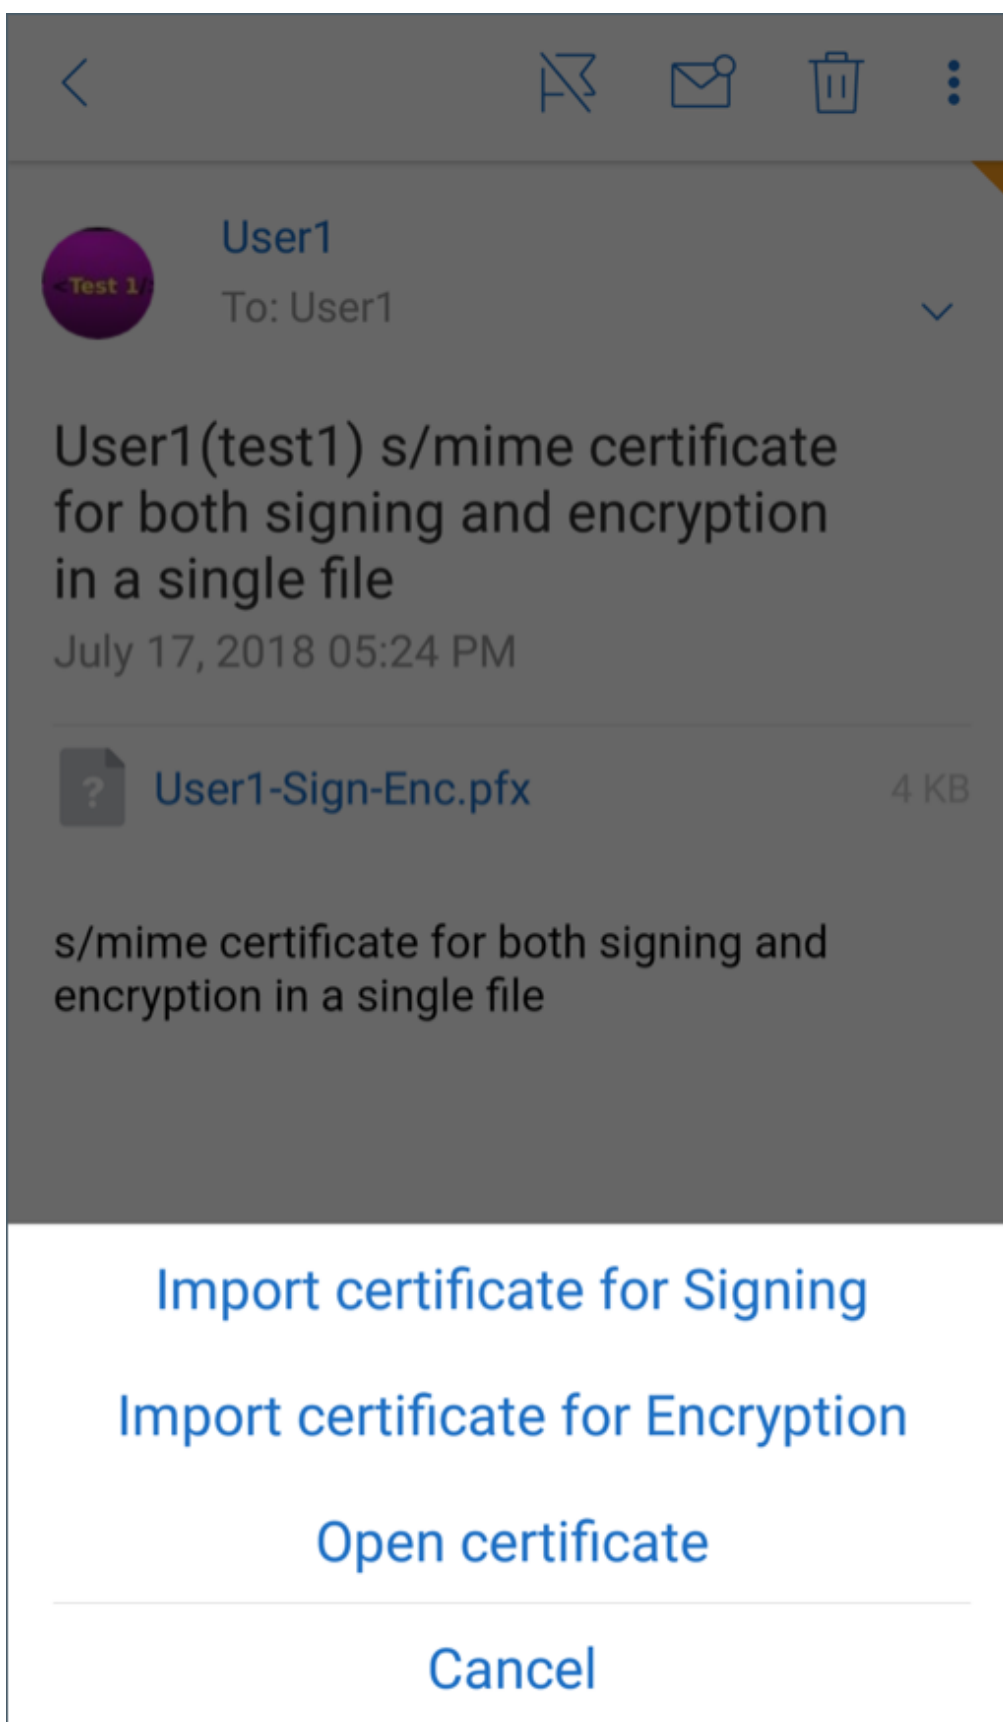 User1
<Test 1/>
To: User1
User1(test1) s/mime certificate
for both signing and encryption
in a single file
July 17, 2018 05:24 PM
?
User1-Sign-Enc.pfx
4 KB
s/mime certificate for both signing and
encryption in a single file
Import certificate for Signing
Import certificate for Encryption
Open certificate
Cancel